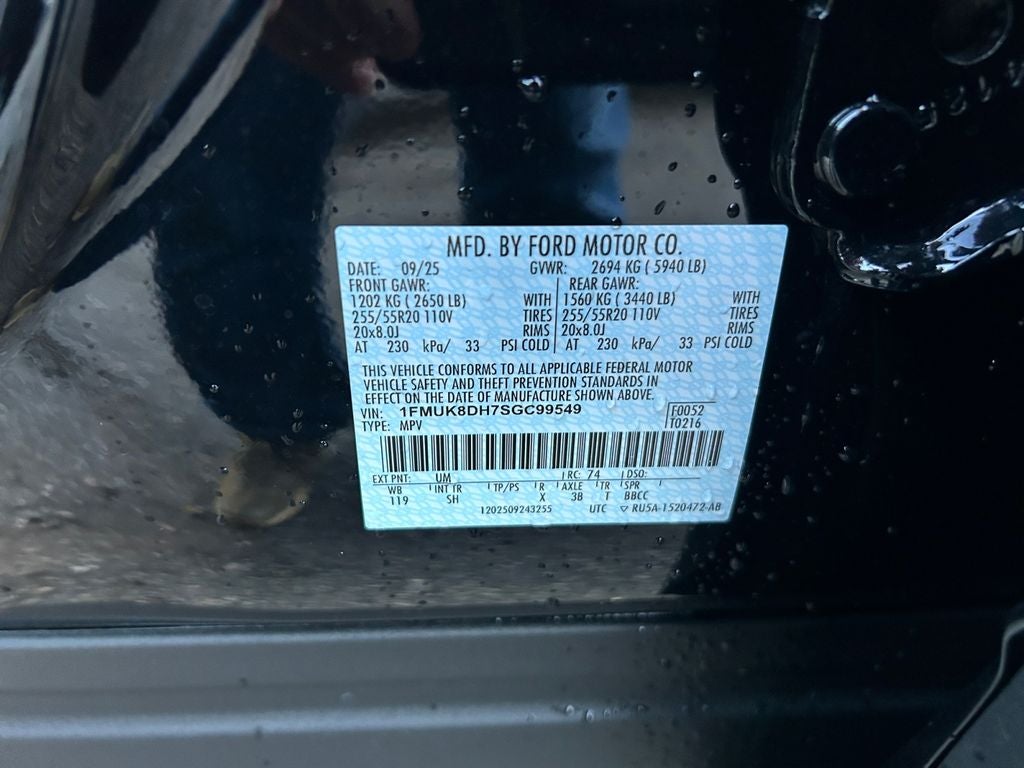 MFD. BY FORD MOTOR CO.
DATE: 09/25 GVWR: 2694 KG ( 5940 LB)
FRONT GAWR: REAR GAWR:
1202 KG ( 2650 LB) WITH 1560 KG ( 3440 LB) WITH
255/55R20 110V TIRES 255/55R20 110V TIRES
20x8.0J RIMS 20x8.0J RIMS
AT 230 kPa/ 33 PSI COLD AT 230 kPa/ 33 PSI COLD
THIS VEHICLE CONFORMS TO ALL APPLICABLE FEDERAL MOTOR
VEHICLE SAFETY AND THEFT PREVENTION STANDARDS IN
EFFECT ON THE DATE OF MANUFACTURE SHOWN ABOVE.
VIN: 1FMUK8DH7SGC99549 F0052
TYPE: MPV T0216
EXT PNT: UM RC: 74 DSO:
WB INT TR TP/PS R AXLE TR SPR
119 SH X 3B T BBCC
1202509243255 UTC ▽ RU5A-1520472-AB